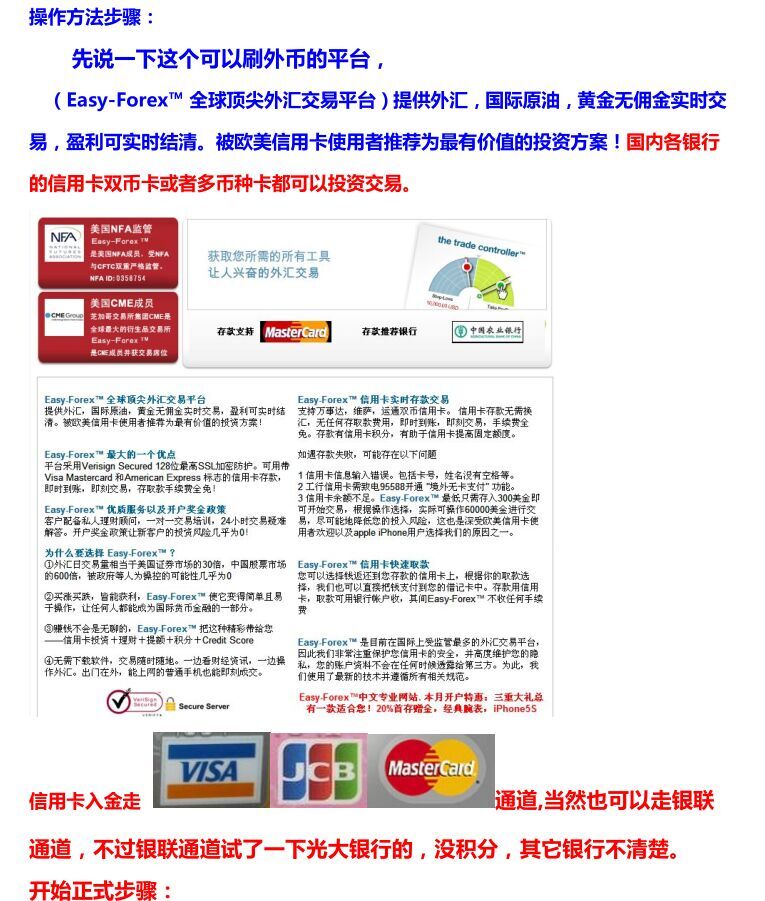 操作方法步骤：
先说一下这个可以刷外币的平台，
（Easy-Forex™ 全球顶尖外汇交易平台）提供外汇，国际原油，黄金无佣金实时交
易，盈利可实时结清。被欧美信用卡使用者推荐为最有价值的投资方案！国内各银行
的信用卡双币卡或者多币种卡都可以投资交易。
NFA
NATIONAL
FUTURES
ASSOCIATION
美国NFA监管
Easy-Forex™
是美国NFA成员，受NFA
与CFTC双重严格监管。
NFA ID:0358754
CME Group
美国CME成员
芝加哥交易所集团CME是
全球最大的衍生品交易所
Easy-Forex™
是CME成员并获交易席位
获取您所需的所有工具
让人兴奋的外汇交易
the trade controller™
Stop-Loss
10,000.00 USD
存款支持
MasterCard
存款推荐银行
中国农业银行
AGRICULTURAL BANK OF CHINA
Easy-Forex™ 全球顶尖外汇交易平台
提供外汇，国际原油，黄金无佣金实时交易，盈利可实时结
清。被欧美信用卡使用者推荐为最有价值的投资方案！
Easy-Forex™ 最大的一个优点
平台采用Verisign Secured 128位最高SSL加密防护。可用带
Visa Mastercard 和American Express 标志的信用卡存款，
即时到账，即刻交易，存取款手续费全免！
Easy-Forex™ 优质服务以及开户奖金政策
客户配备私人理财顾问，一对一交易培训，24小时交易疑难
解答。开户奖金政策让新客户的投资风险几乎为0！
为什么要选择 Easy-Forex™？
①外汇日交易量相当于美国证券市场的30倍，中国股票市场
的600倍，被政府等人为操控的可能性几乎为0
②买涨买跌，皆能获利，Easy-Forex™ 使它变得简单且易
于操作，让任何人都能成为国际货币金融的一部分。
③赚钱不会是无聊的，Easy-Forex™ 把这种精彩带给您
——信用卡投资＋理财＋提额＋积分＋Credit Score
④无需下载软件，交易随时随地。一边看财经资讯，一边操
作外汇。出门在外，能上网的普通手机也能即刻成交。
VeriSign
Secured
VERIFY
Secure Server
Easy-Forex™ 信用卡实时存款交易
支持万事达，维萨，运通双币信用卡。 信用卡存款无需换
汇，无任何存取款费用，即时到账，即刻交易，手续费全
免。存款有信用卡积分，有助于信用卡提高固定额度。
如遇存款失败，可能存在以下问题
1 信用卡信息输入错误。包括卡号，姓名没有空格等。
2 工行信用卡需致电95588开通 “境外无卡支付” 功能。
3 信用卡余额不足。Easy-Forex™ 最低只需存入300美金即
可开始交易，根据操作选择，实际可操作60000美金进行交
易，尽可能地降低您的投入风险，这也是深受欧美信用卡使
用者欢迎以及apple iPhone用户选择我们的原因之一。
Easy-Forex™ 信用卡快速取款
您可以选择钱返还到您存款的信用卡上，根据你的取款选
择，我们也可以直接把钱支付到您的借记卡中。存款用信用
卡，取款可用银行帐户收，其间Easy-Forex™ 不收任何手续
费
Easy-Forex™ 是目前在国际上受监管最多的外汇交易平台，
因此我们非常注重保护您信用卡的安全，并高度维护您的隐
私，您的账户资料不会在任何时候透露给第三方。为此，我
们使用了最新的技术并遵循所有相关规范。
Easy-Forex™中文专业网站．本月开户特惠：三重大礼总
有一款适合您！20%首存赠金，经典腕表，iPhone5S
信用卡入金走 VISA JCB MasterCard 通道,当然也可以走银联
通道，不过银联通道试了一下光大银行的，没积分，其它银行不清楚。
开始正式步骤：